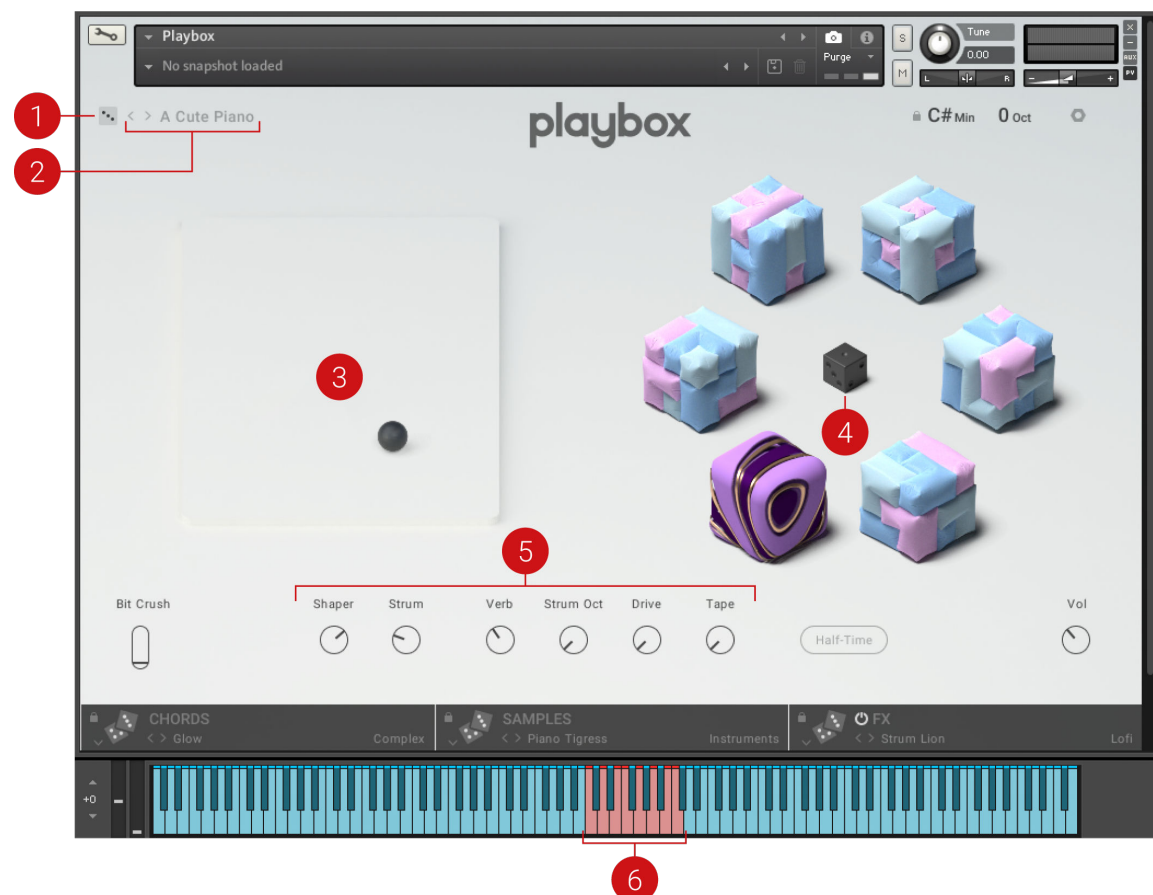 Playbox
S
Tune
0.00
Purge
AUX
No snapshot loaded
M
L
R
-
+
PV
1
< > A Cute Piano
playbox
C# Min
0 Oct
2
3
4
5
Bit Crush
Shaper
Strum
Verb
Strum Oct
Drive
Tape
Vol
Half-Time
CHORDS
SAMPLES
FX
< > Glow
Complex
< > Piano Tigress
Instruments
< > Strum Lion
Lofi
+0
6